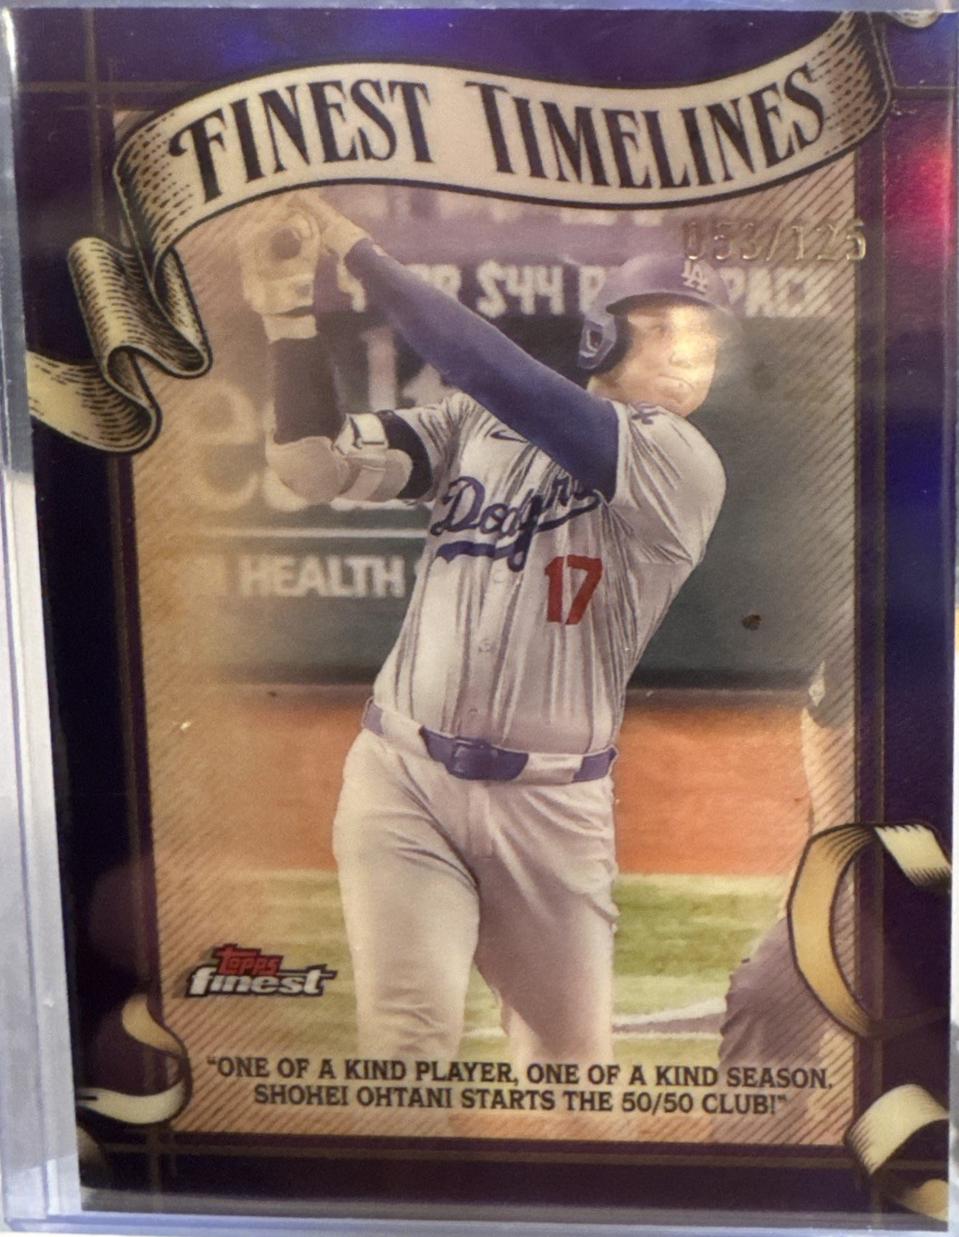 FINEST TIMELINES
053/125
$44
HEALTH
LA
Dodgers
17
TOPPS
finest
"ONE OF A KIND PLAYER, ONE OF A KIND SEASON.
SHOHEI OHTANI STARTS THE 50/50 CLUB!"